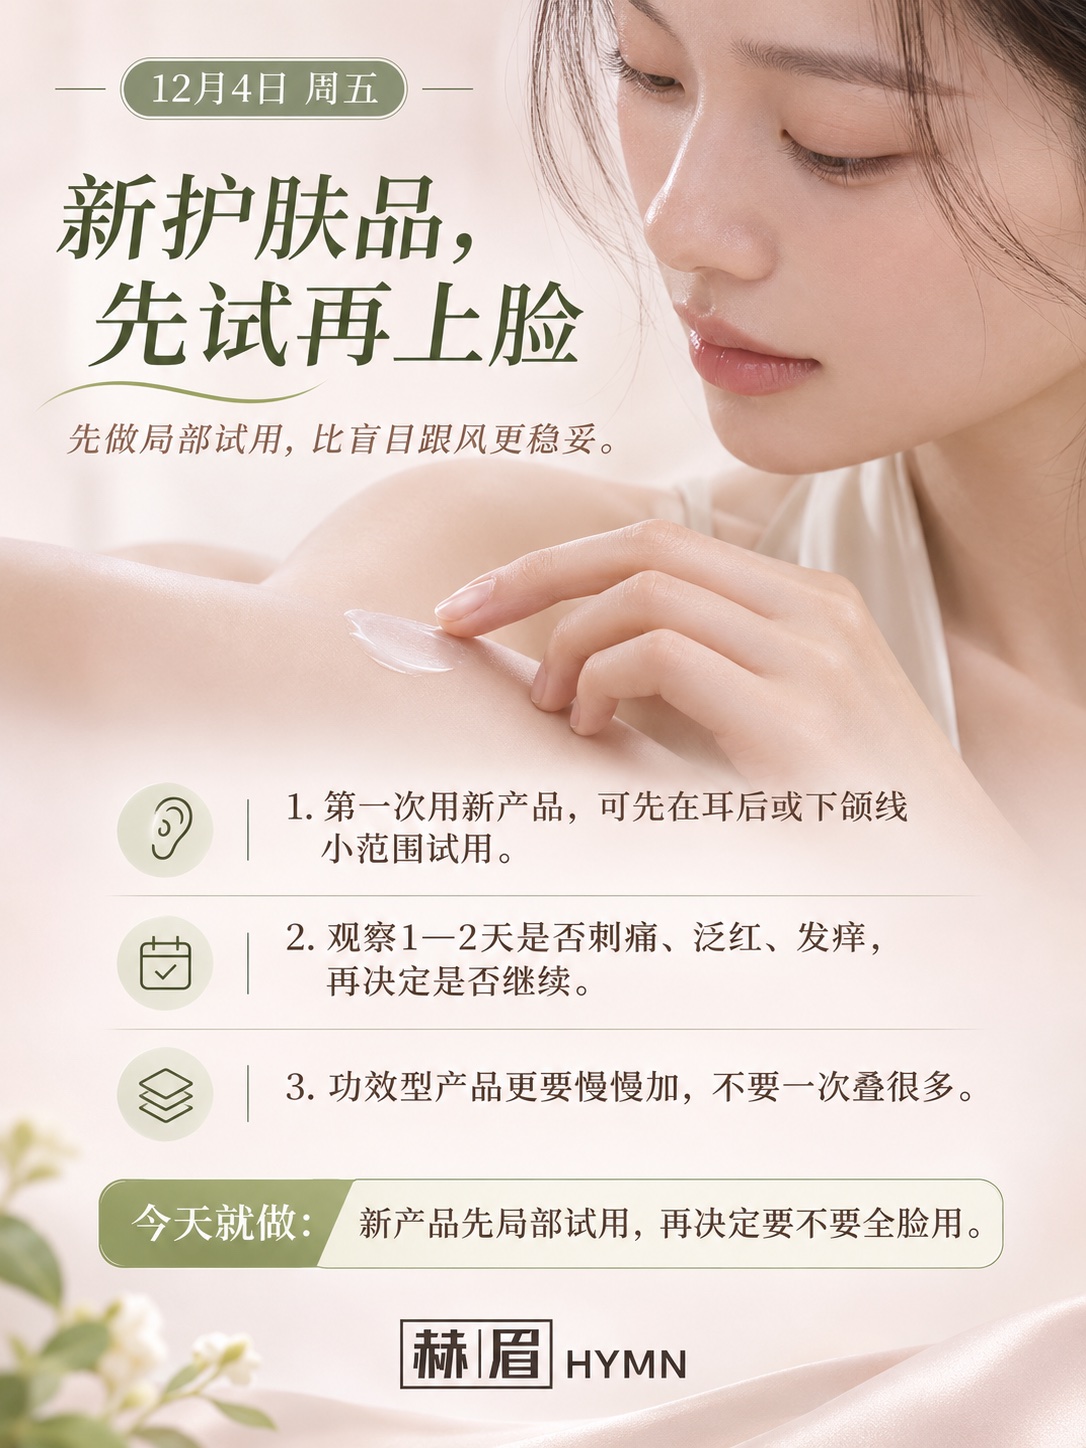 12月4日 周五
新护肤品，
先试再上脸
先做局部试用，比盲目跟风更稳妥。
1. 第一次用新产品，可先在耳后或下颌线
小范围试用。
2. 观察1—2天是否刺痛、泛红、发痒，
再决定是否继续。
3. 功效型产品更要慢慢加，不要一次叠很多。
今天就做： 新产品先局部试用，再决定要不要全脸用。
赫眉 HYMN